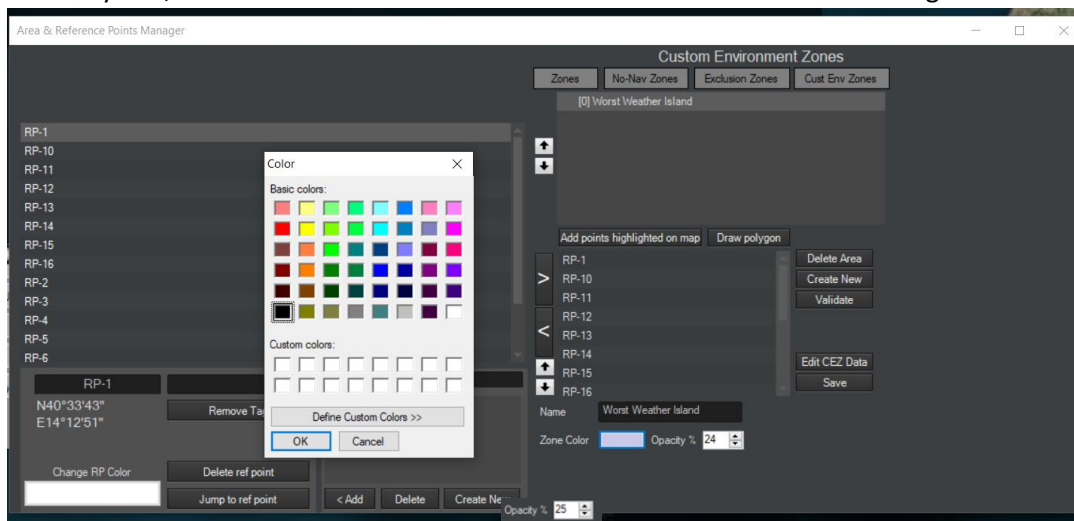 Area & Reference Points Manager
Custom Environment Zones
Zones
No-Nav Zones
Exclusion Zones
Cust Env Zones
[0] Worst Weather Island
RP-1
RP-10
RP-11
RP-12
RP-13
RP-14
RP-15
RP-16
RP-2
RP-3
RP-4
RP-5
RP-6
Color
Basic colors:
Custom colors:
Define Custom Colors >>
OK
Cancel
Add points highlighted on map
Draw polygon
>
<
RP-1
RP-10
RP-11
RP-12
RP-13
RP-14
RP-15
RP-16
Delete Area
Create New
Validate
Edit CEZ Data
Save
RP-1
N40°33'43"
E14°12'51"
Remove Ta
Change RP Color
Delete ref point
Jump to ref point
< Add
Delete
Create Ne
Name
Worst Weather Island
Zone Color
Opacity %
24
Opacity %
25